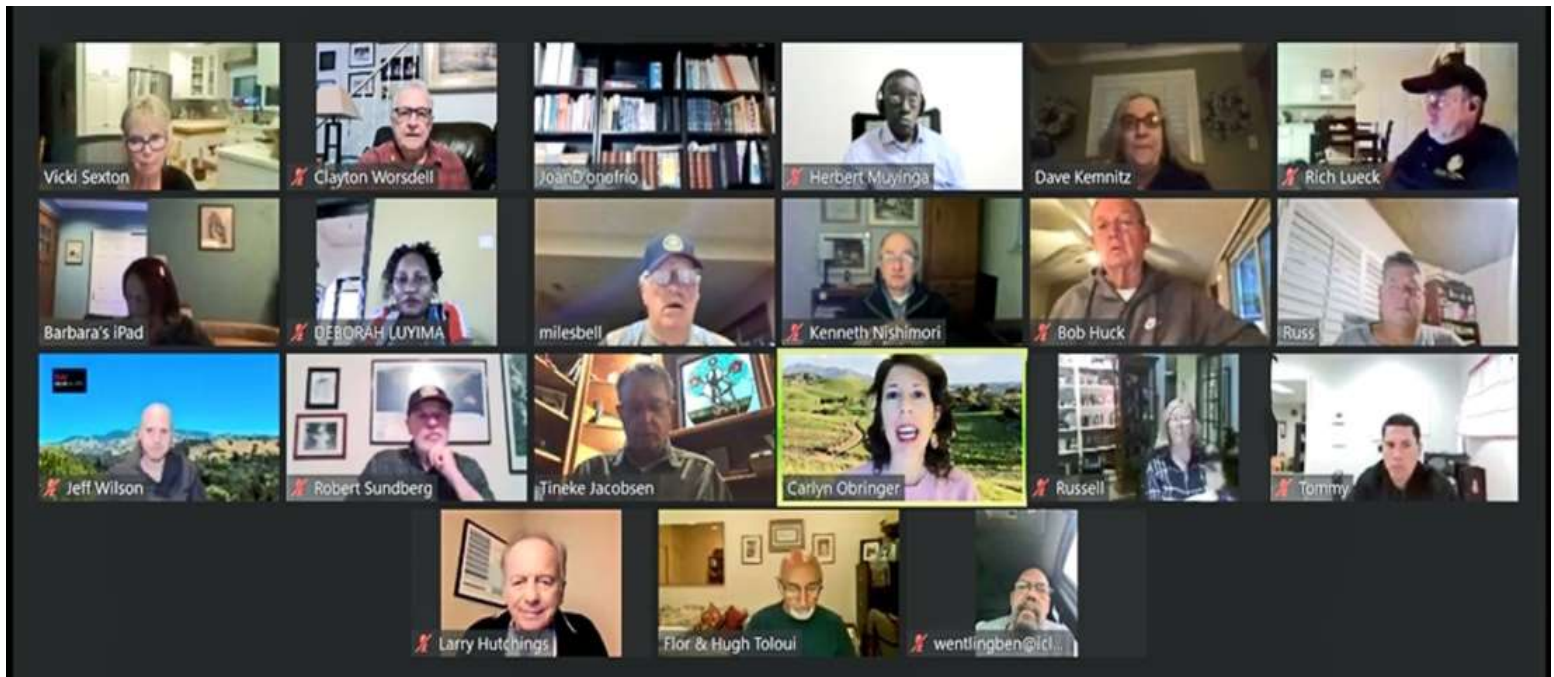 Vicki Sexton
Clayton Worsdell
JoanD'onofrio
Herbert Muyinga
Dave Kemnitz
Rich Lueck
Barbara's iPad
DEBORAH LUYIMA
milesbell
Kenneth Nishimori
Bob Huck
Russ
Jeff Wilson
Robert Sundberg
Tineke Jacobsen
Carlyn Obringer
Russell
Tommy
Larry Hutchings
Flor & Hugh Toloui
wentlingben@icl...